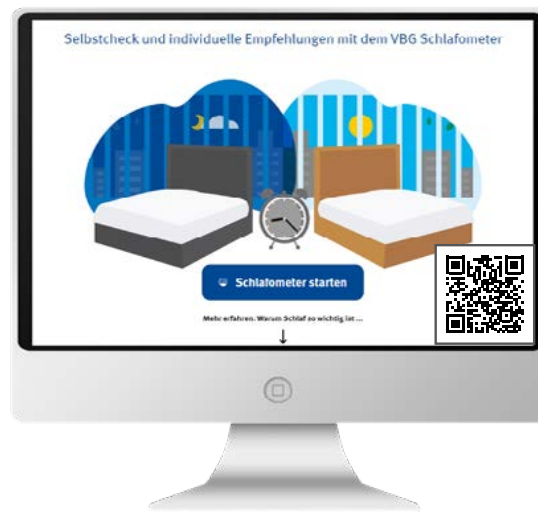 Selbstcheck und individuelle Empfehlungen mit dem VBG Schlafometer
Schlafometer starten
Mehr erfahren. Warum Schlaf so wichtig ist ...